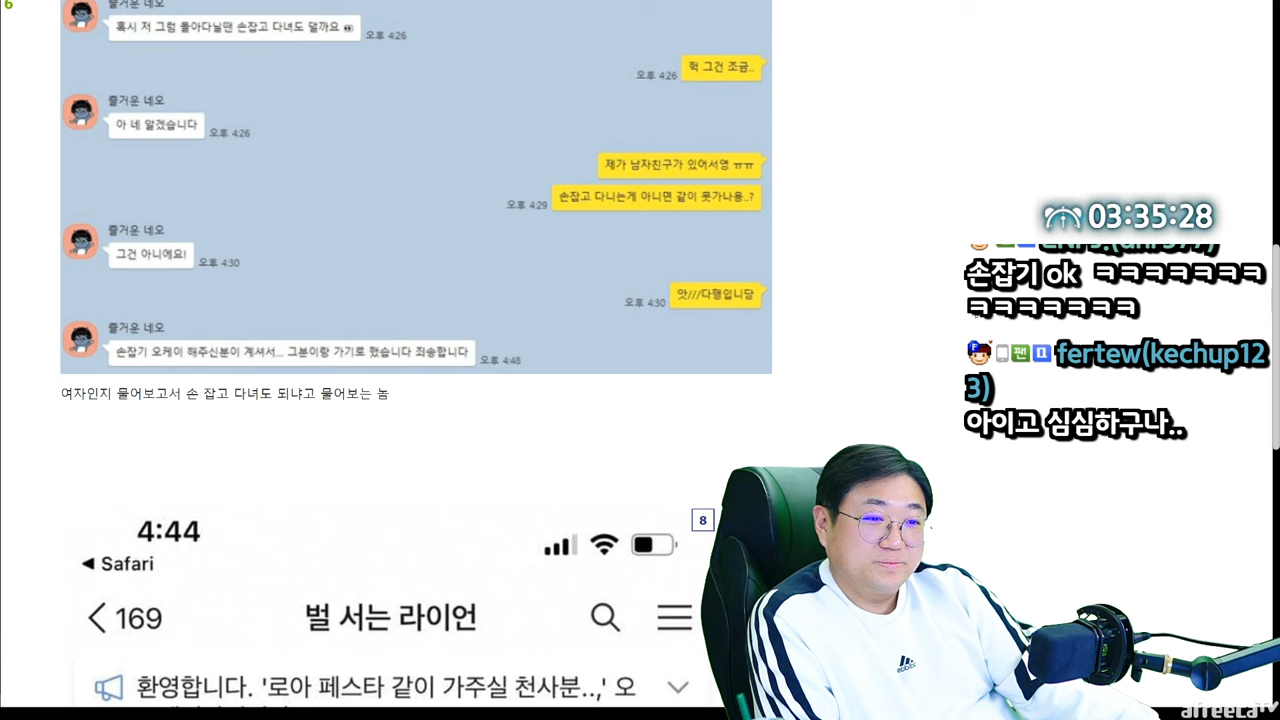 6
즐거운 네오
혹시 저 그럼 돌아다닐땐 손잡고 다녀도 댈까요
오후 4:26
헉 그건 조금..
오후 4:26
즐거운 네오
아 네 알겠습니다
오후 4:26
제가 남자친구가 있어서영 ㅠㅠ
손잡고 다니는게 아니면 같이 못가나용..?
오후 4:29
즐거운 네오
그건 아니에요!
오후 4:30
앗///다행입니당
오후 4:30
즐거운 네오
손잡기 오케이 해주신분이 계셔서... 그분이랑 가기로 했습니다 죄송합니다
오후 4:48
여자인지 물어보고서 손 잡고 다녀도 되냐고 물어보는 놈
4:44
◀ Safari
169
벌 서는 라이언
환영합니다. '로아 페스타 같이 가주실 천사분..,' 오
8
03:35:28
손잡기 ok ㅋㅋㅋㅋㅋㅋㅋ
ㅋㅋㅋㅋㅋㅋㅋ
팬 fertew(kechup12
3)
아이고 심심하구나..
adidas
afreecaTV